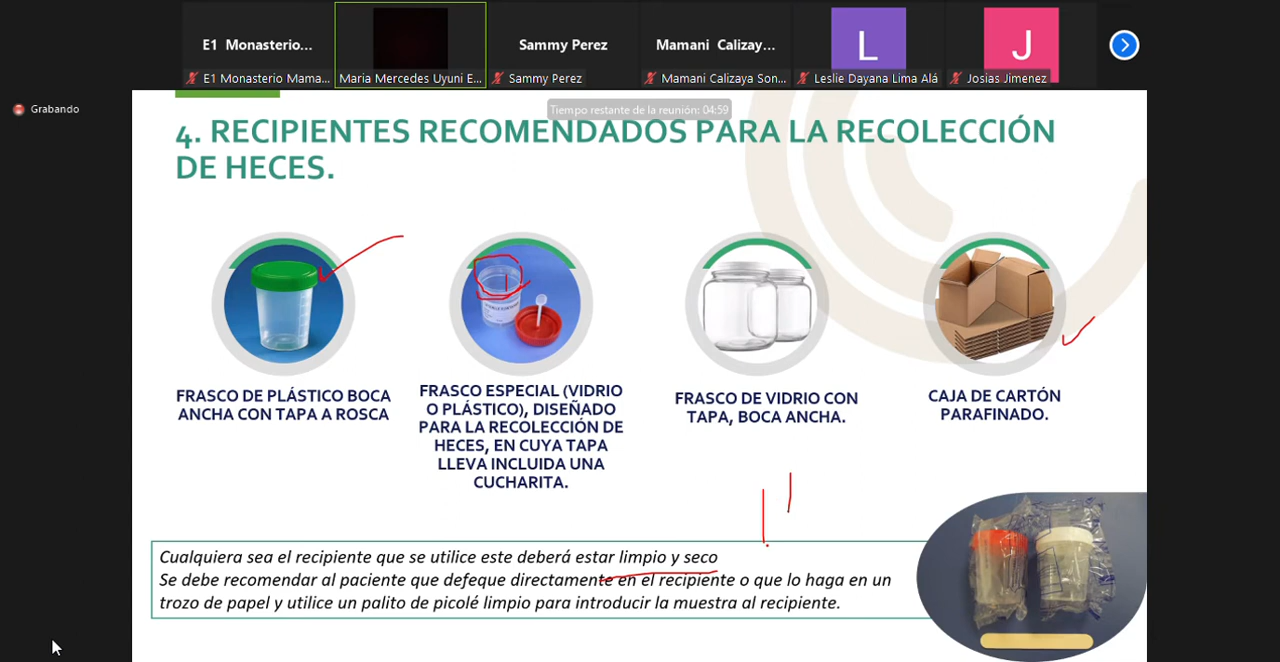 E1 Monasterio...
Sammy Perez
Mamani Calizay...
L
J
E1 Monasterio Mama...
Maria Mercedes Uyuni E...
Sammy Perez
Mamani Calizaya Son...
Leslie Dayana Lima Alá
Josias Jimenez
Grabando
Tiempo restante de la reunión: 04:59
4. RECIPIENTES RECOMENDADOS PARA LA RECOLECCIÓN
DE HECES.
FRASCO DE PLÁSTICO BOCA
ANCHA CON TAPA A ROSCA
FRASCO ESPECIAL (VIDRIO
O PLÁSTICO), DISEÑADO
PARA LA RECOLECCIÓN DE
HECES, EN CUYA TAPA
LLEVA INCLUIDA UNA
CUCHARITA.
FRASCO DE VIDRIO CON
TAPA, BOCA ANCHA.
CAJA DE CARTÓN
PARAFINADO.
Cualquiera sea el recipiente que se utilice este deberá estar limpio y seco
Se debe recomendar al paciente que defeque directamente en el recipiente o que lo haga en un
trozo de papel y utilice un palito de picolé limpio para introducir la muestra al recipiente.